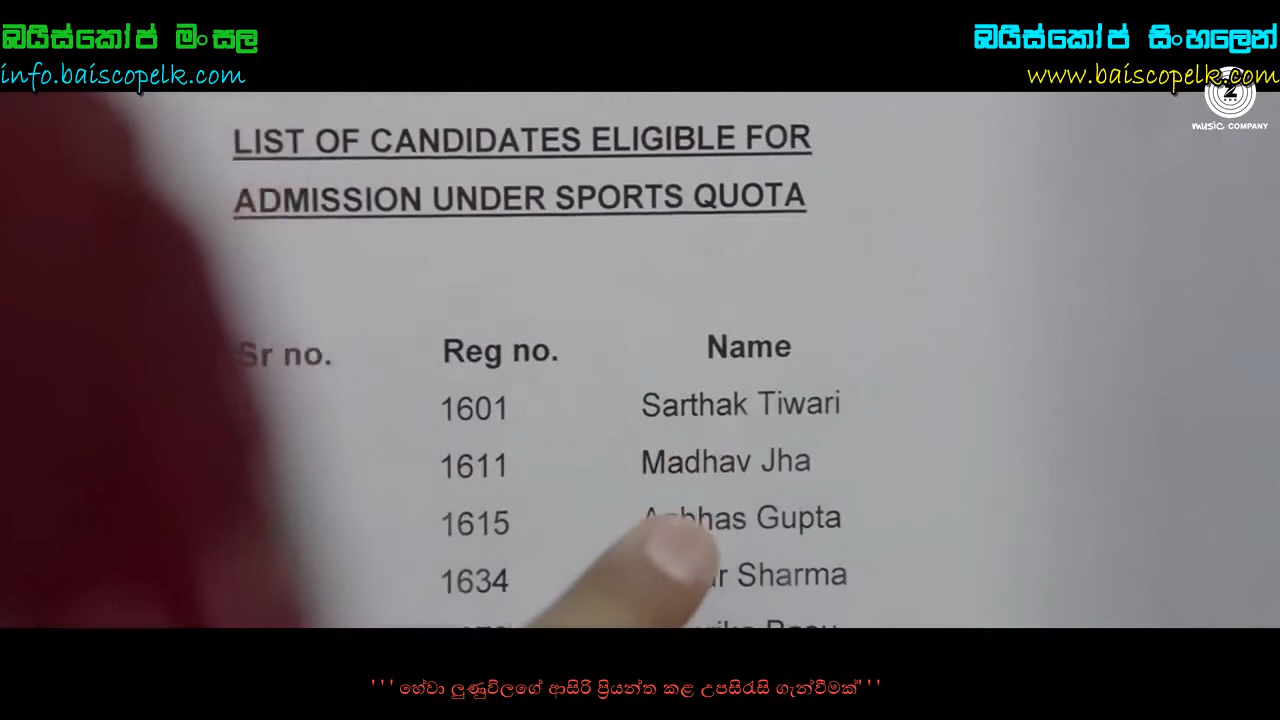 ඹයිස්කෝප් මංසල
info.baiscopelk.com
ඹයිස්කෝප් සිංහලෙන්
www.baiscopelk.com
Z
music COMPANY
LIST OF CANDIDATES ELIGIBLE FOR
ADMISSION UNDER SPORTS QUOTA
Sr no. Reg no. Name
1601 Sarthak Tiwari
1611 Madhav Jha
1615 Gupta
1634 Sharma
'''හේවා ලුණුවිලගේ ආසිරි ප්‍රියන්ත කළ උපසිරැසි ගැන්වීමක්'''